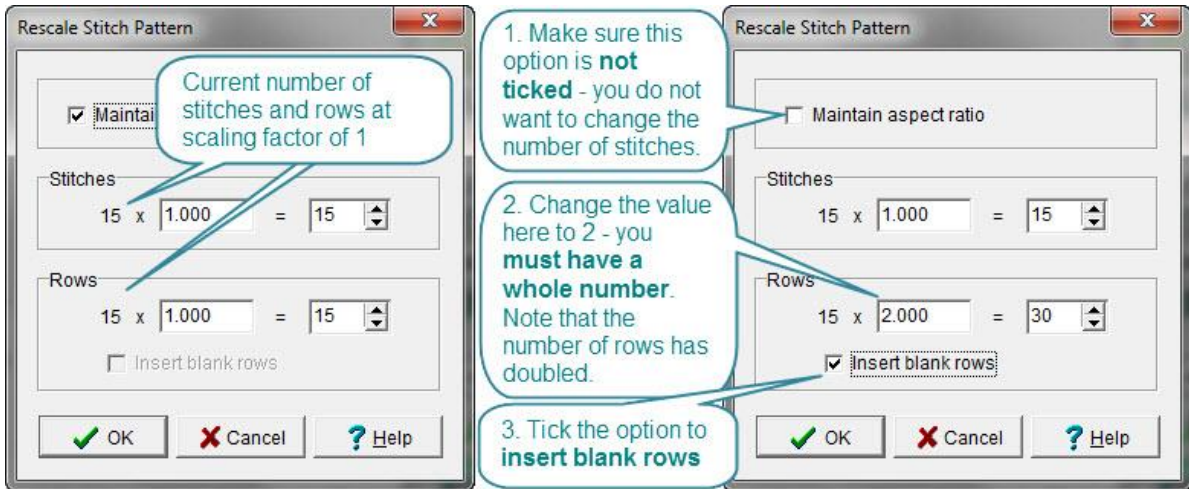 Rescale Stitch Pattern
Current number of
stitches and rows at
scaling factor of 1
Maintai
Stitches
15 x 1.000 = 15
Rows
15 x 1.000 = 15
Insert blank rows
OK Cancel ? Help
1. Make sure this
option is not
ticked - you do not
want to change the
number of stitches.
2. Change the value
here to 2 - you
must have a
whole number.
Note that the
number of rows has
doubled.
3. Tick the option to
insert blank rows
Rescale Stitch Pattern
Maintain aspect ratio
Stitches
15 x 1.000 = 15
Rows
15 x 2.000 = 30
Insert blank rows
OK Cancel ? Help